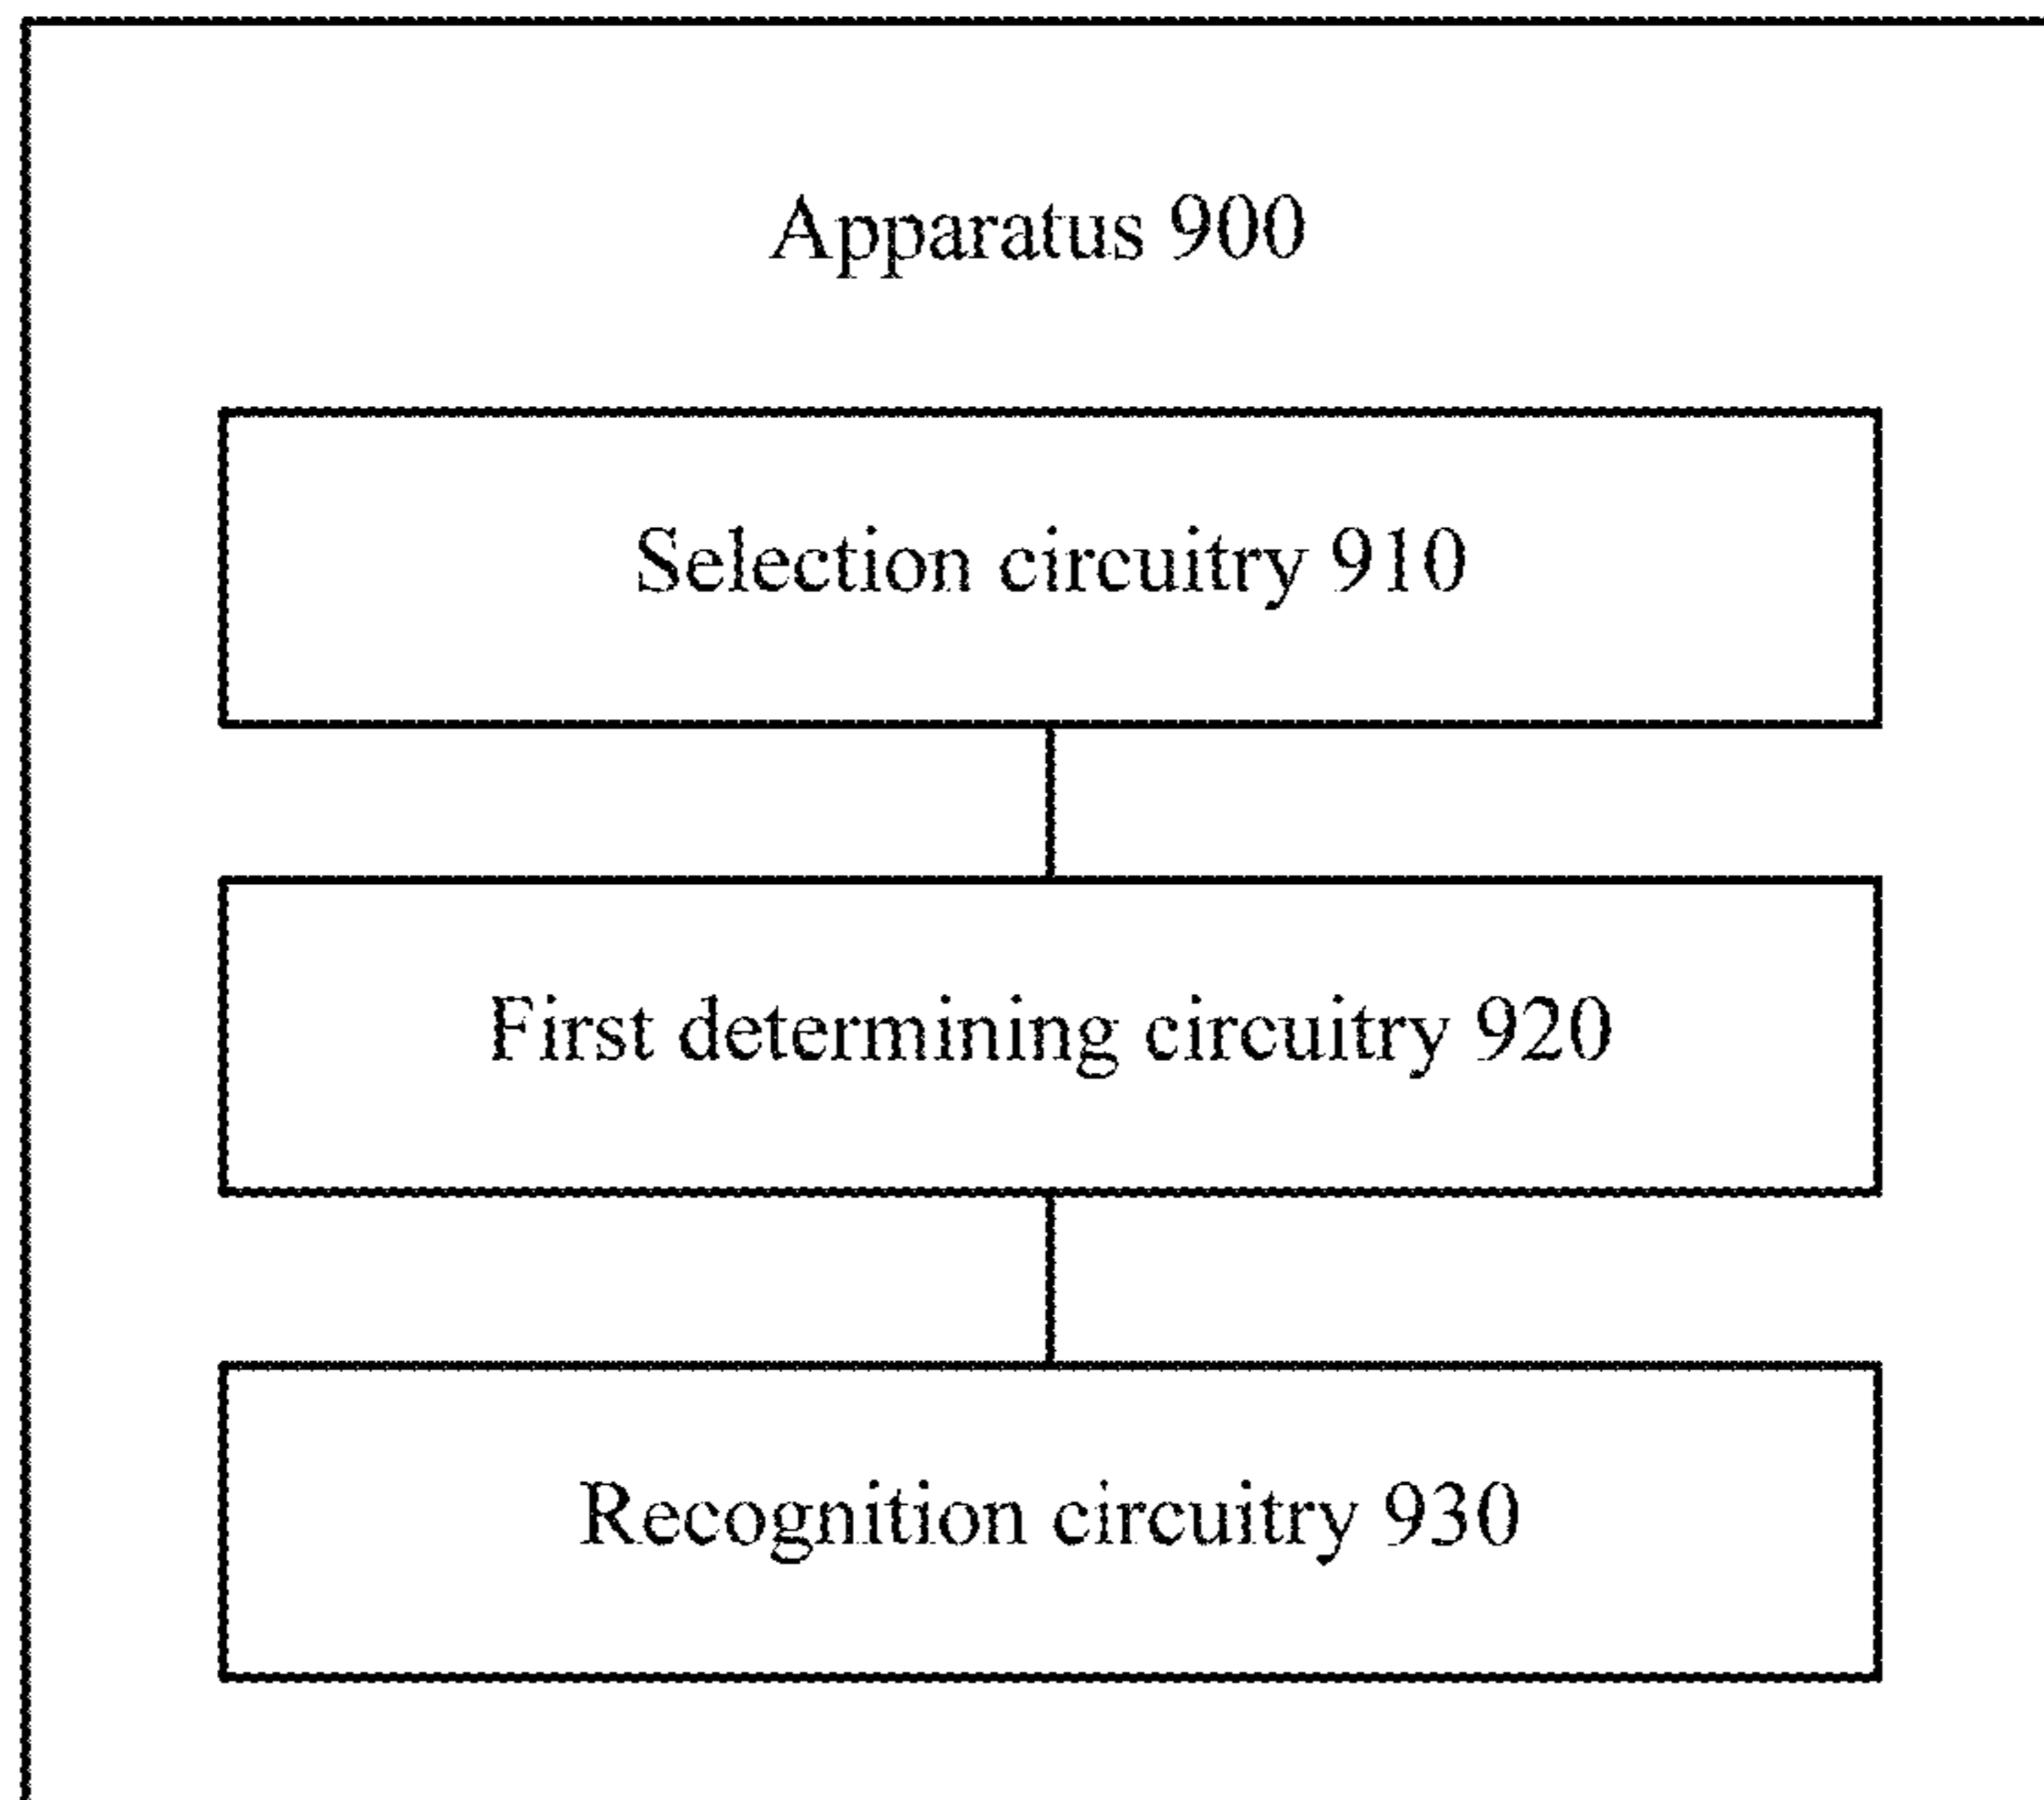 Apparatus 900
Selection circuitry 910
First determining circuitry 920
Recognition circuitry 930